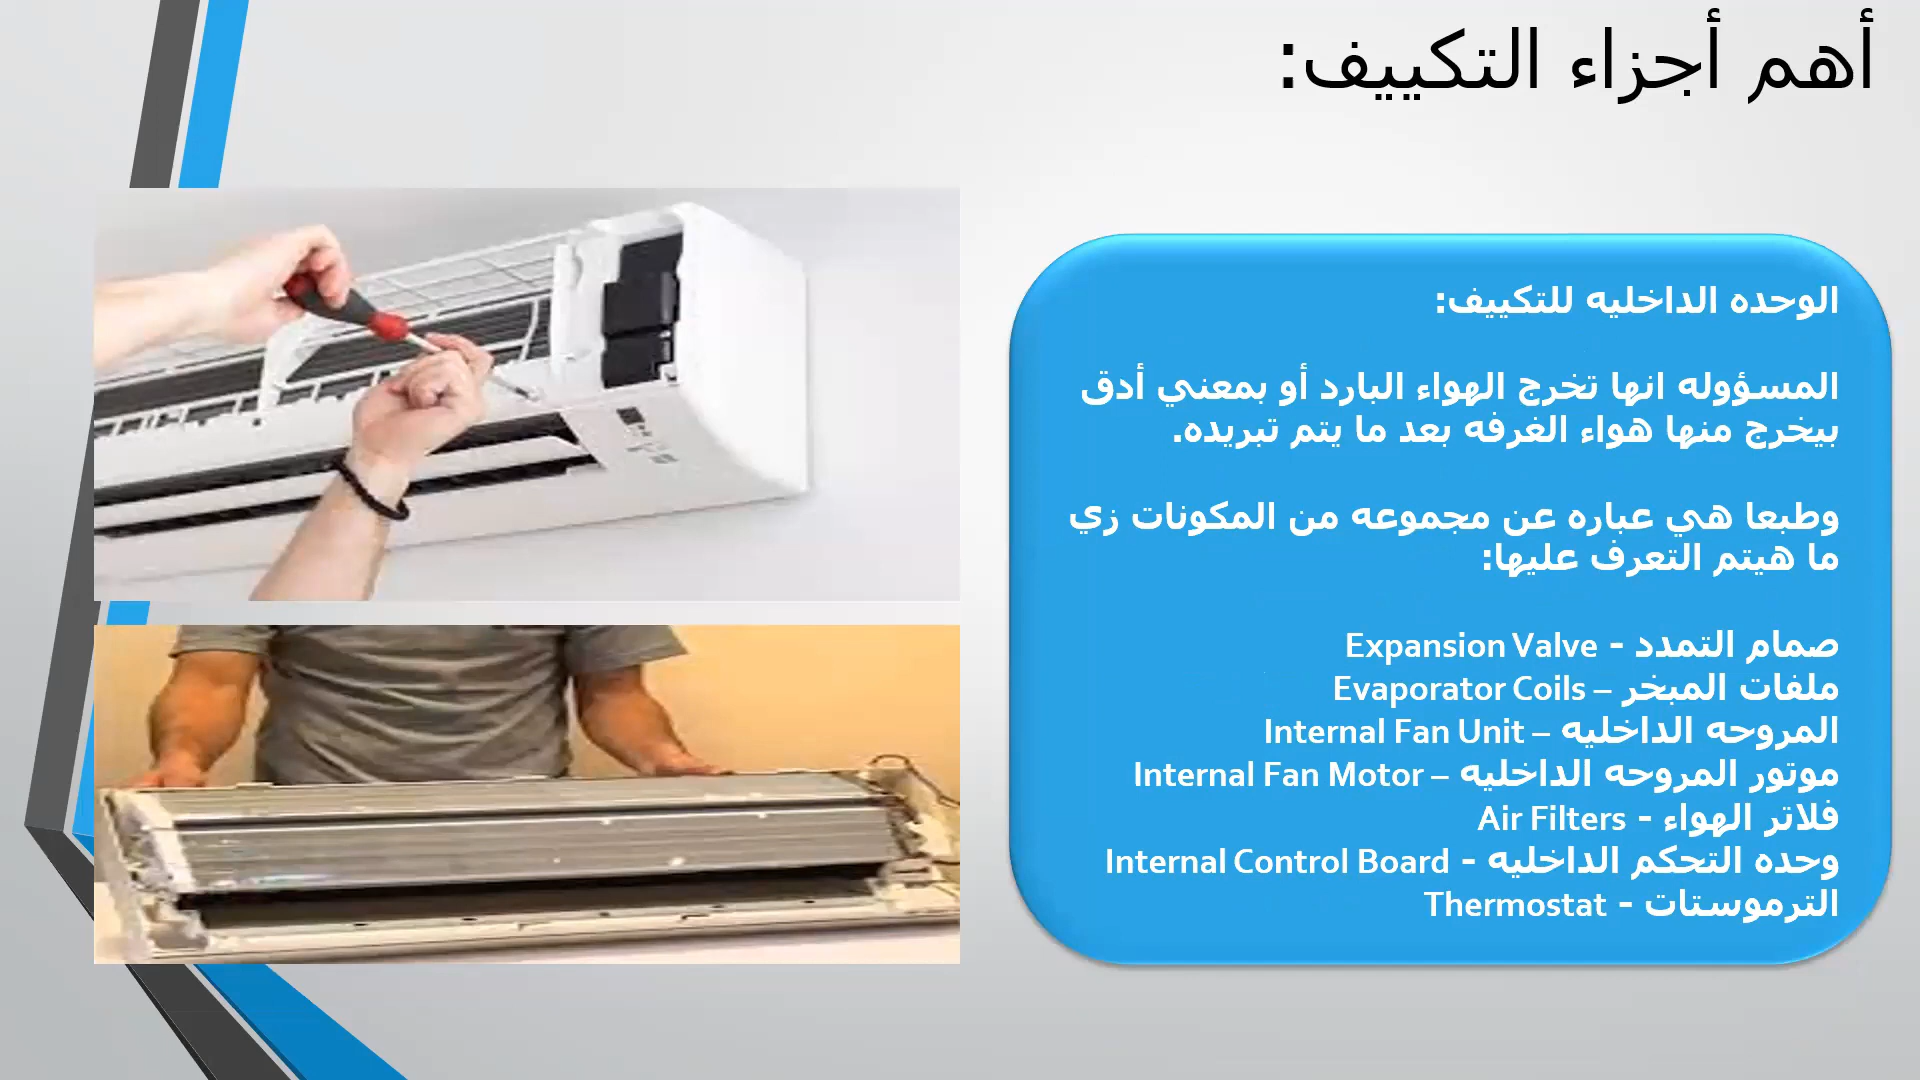 أهم أجزاء التكييف:
الوحده الداخليه للتكييف:
المسؤوله انها تخرج الهواء البارد أو بمعني أدق
بيخرج منها هواء الغرفه بعد ما يتم تبريده.
وطبعا هي عباره عن مجموعه من المكونات زي
ما هيتم التعرف عليها:
صمام التمدد - Expansion Valve
ملفات المبخر – Evaporator Coils
المروحه الداخليه – Internal Fan Unit
موتور المروحه الداخليه – Internal Fan Motor
فلاتر الهواء - Air Filters
وحده التحكم الداخليه - Internal Control Board
الترموستات - Thermostat